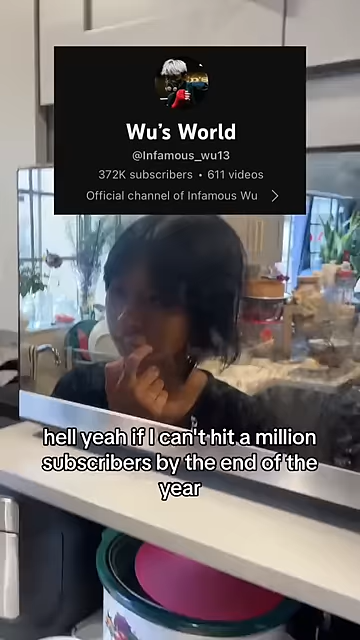 Wu's World
@Infamous_wu13
372K subscribers • 611 videos
Official channel of Infamous Wu
hell yeah if I can't hit a million
subscribers by the end of the
year